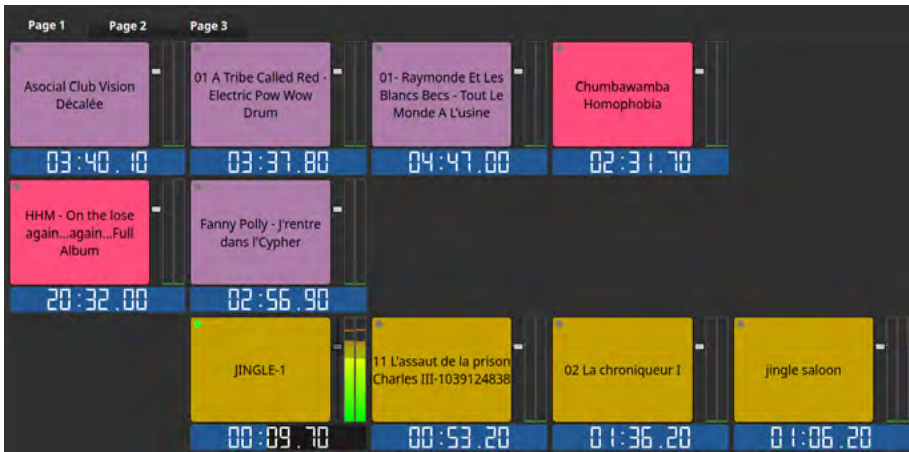 Page 1 Page 2 Page 3
Asocial Club Vision
Décalée
01 A Tribe Called Red -
Electric Pow Wow
Drum
01- Raymonde Et Les
Blancs Becs - Tout Le
Monde A L'usine
Chumbawamba
Homophobia
03:40.10
03:37.80
04:47.00
02:31.70
HHM - On the lose
again...again...Full
Album
Fanny Polly - J'rentre
dans l'Cypher
20:32.00
02:56.90
JINGLE-1
11 L'assaut de la prison
Charles III-1039124838
02 La chroniqueur I
jingle saloon
00:09.70
00:53.20
01:36.20
01:06.20